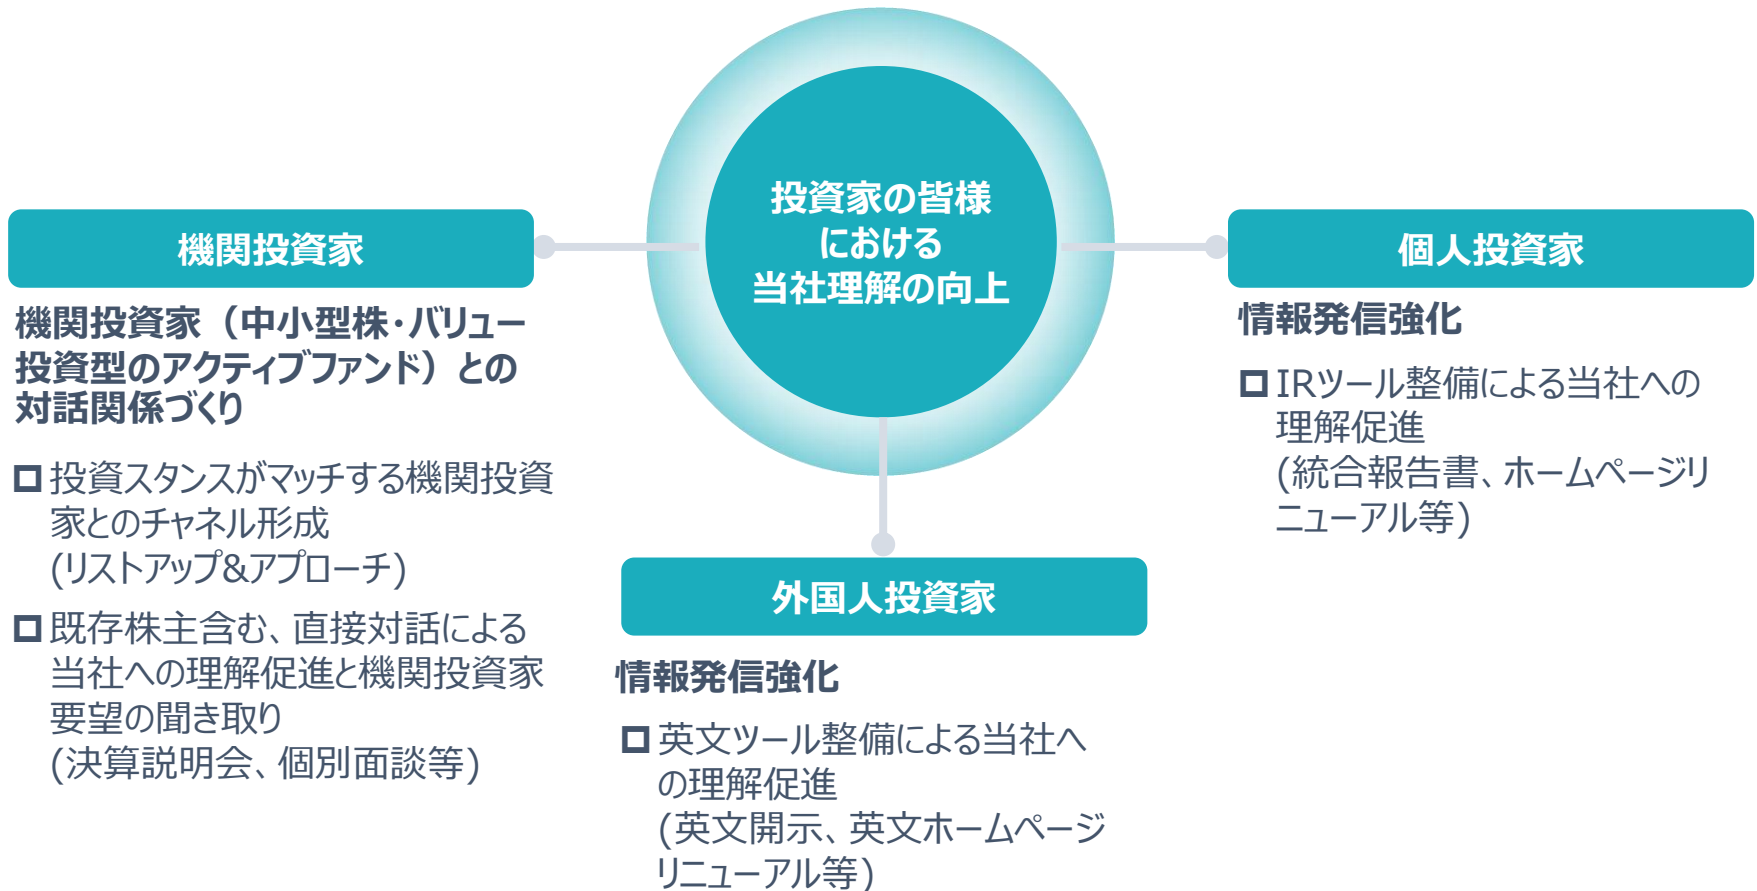 投資家の皆様
における
当社理解の向上
機関投資家
機関投資家（中小型株・バリュー
投資型のアクティブファンド）との
対話関係づくり
投資スタンスがマッチする機関投資
家とのチャネル形成
(リストアップ&アプローチ)
既存株主含む、直接対話による
当社への理解促進と機関投資家
要望の聞き取り
(決算説明会、個別面談等)
外国人投資家
情報発信強化
英文ツール整備による当社へ
の理解促進
(英文開示、英文ホームページ
リニューアル等)
個人投資家
情報発信強化
IRツール整備による当社への
理解促進
(統合報告書、ホームページリ
ニューアル等)